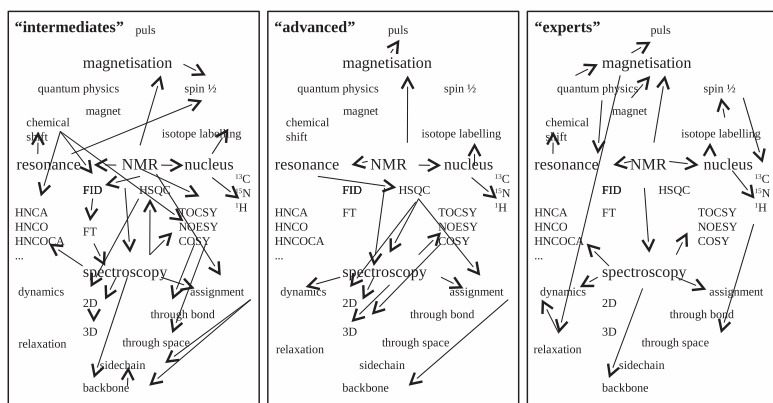 “intermediates”
puls
magnetisation
quantum physics
spin ½
magnet
chemical
shift
isotope labelling
resonance
NMR
nucleus
13C
15N
1H
FID
HSQC
HNCA
HNCO
HNCOCA
...
FT
TOCSY
NOESY
COSY
spectroscopy
dynamics
assignment
2D
through bond
3D
relaxation
through space
sidechain
backbone
“advanced”
puls
magnetisation
quantum physics
spin ½
magnet
chemical
shift
isotope labelling
resonance
NMR
nucleus
13C
15N
1H
FID
HSQC
HNCA
HNCO
HNCOCA
...
FT
TOCSY
NOESY
COSY
spectroscopy
dynamics
assignment
2D
through bond
3D
relaxation
through space
sidechain
backbone
“experts”
puls
magnetisation
quantum physics
spin ½
magnet
chemical
shift
isotope labelling
resonance
NMR
nucleus
13C
15N
1H
FID
HSQC
HNCA
HNCO
HNCOCA
...
FT
TOCSY
NOESY
COSY
spectroscopy
dynamics
assignment
2D
through bond
3D
relaxation
through space
sidechain
backbone